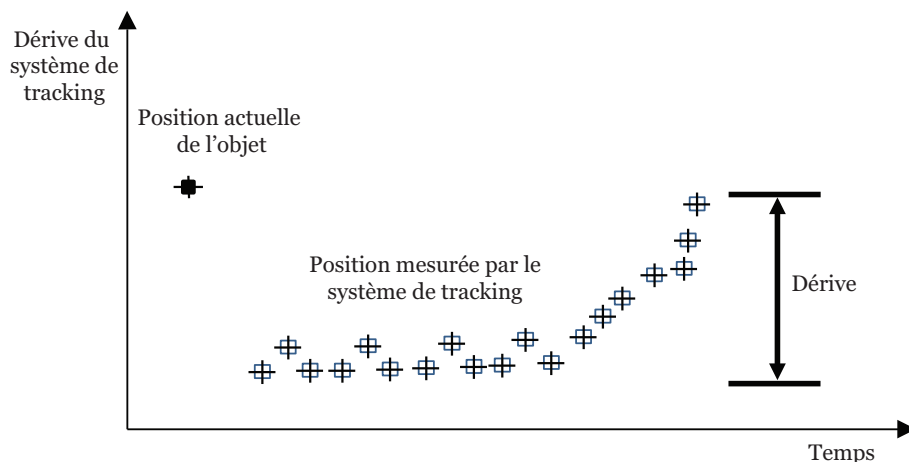 Dérive du
système de
tracking
Position actuelle
de l’objet
Position mesurée par le
système de tracking
Dérive
Temps